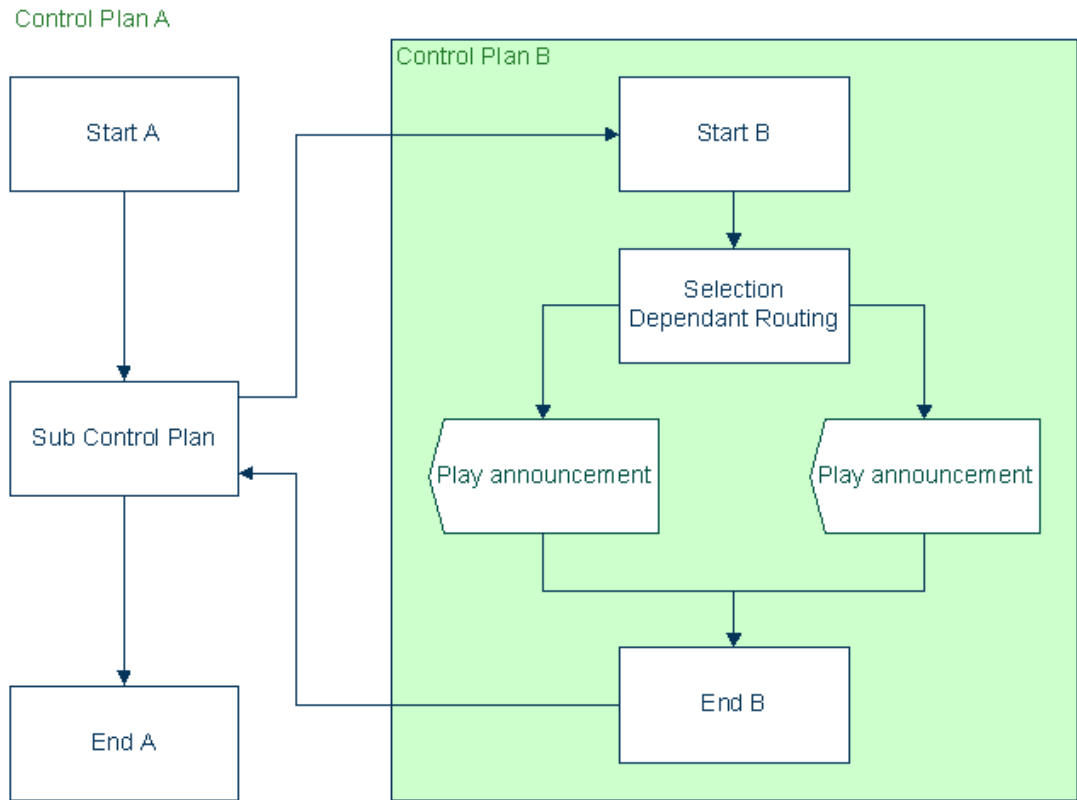 Control Plan A
Start A
Sub Control Plan
End A
Control Plan B
Start B
Selection
Dependant Routing
Play announcement
Play announcement
End B